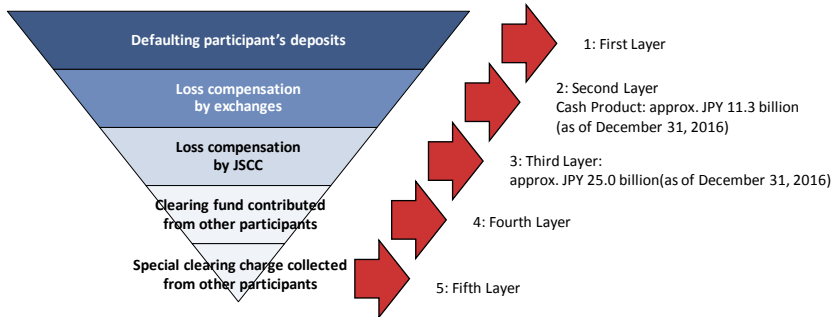 Defaulting participant's deposits
1: First Layer
Loss compensation
by exchanges
2: Second Layer
Cash Product: approx. JPY 11.3 billion
(as of December 31, 2016)
Loss compensation
by JSCC
3: Third Layer:
approx. JPY 25.0 billion(as of December 31, 2016)
Clearing fund contributed
from other participants
4: Fourth Layer
Special clearing charge collected
from other participants
5: Fifth Layer